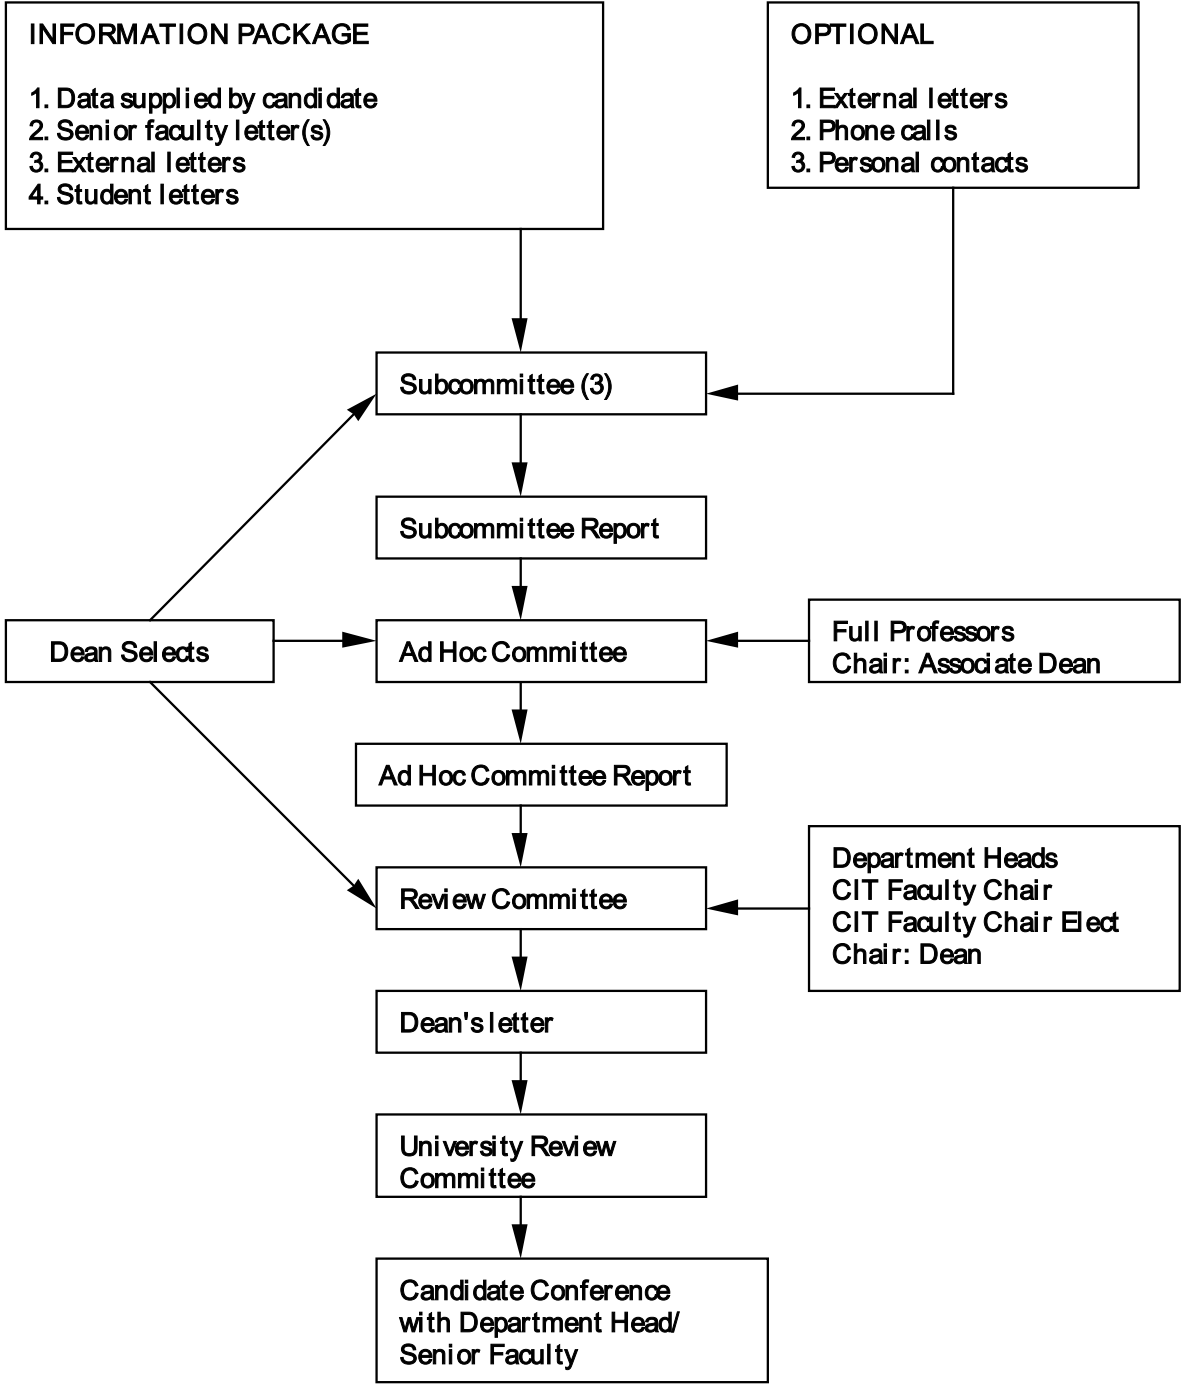 INFORMATION PACKAGE
1. Data supplied by candidate
2. Senior faculty letter(s)
3. External letters
4. Student letters
OPTIONAL
1. External letters
2. Phone calls
3. Personal contacts
Subcommittee (3)
Subcommittee Report
Dean Selects
Ad Hoc Committee
Full Professors
Chair: Associate Dean
Ad Hoc Committee Report
Review Committee
Department Heads
CIT Faculty Chair
CIT Faculty Chair Elect
Chair: Dean
Dean's letter
University Review
Committee
Candidate Conference
with Department Head/
Senior Faculty